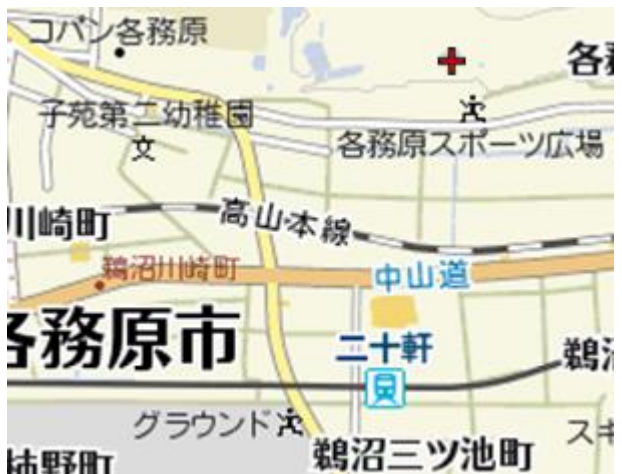 コパン各務原
各務
子苑第二幼稚園
各務原スポーツ広場
川崎町
高山本線
鵜沼川崎町
中山道
各務原市
二十軒
鵜沼
グラウンド
スキ
柿野町
鵜沼三ツ池町